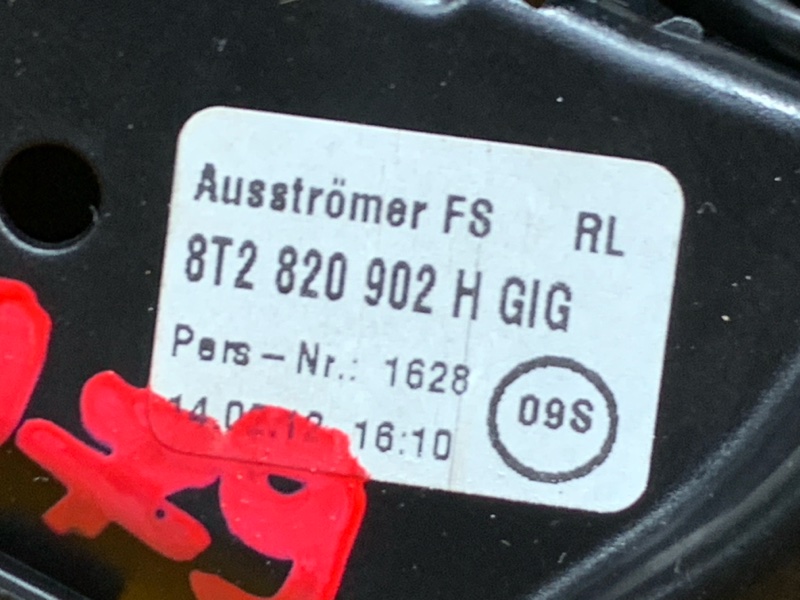 Ausströmer FS RL
8T2 820 902 H GIG
Pers-Nr.: 1628
16:10
09S